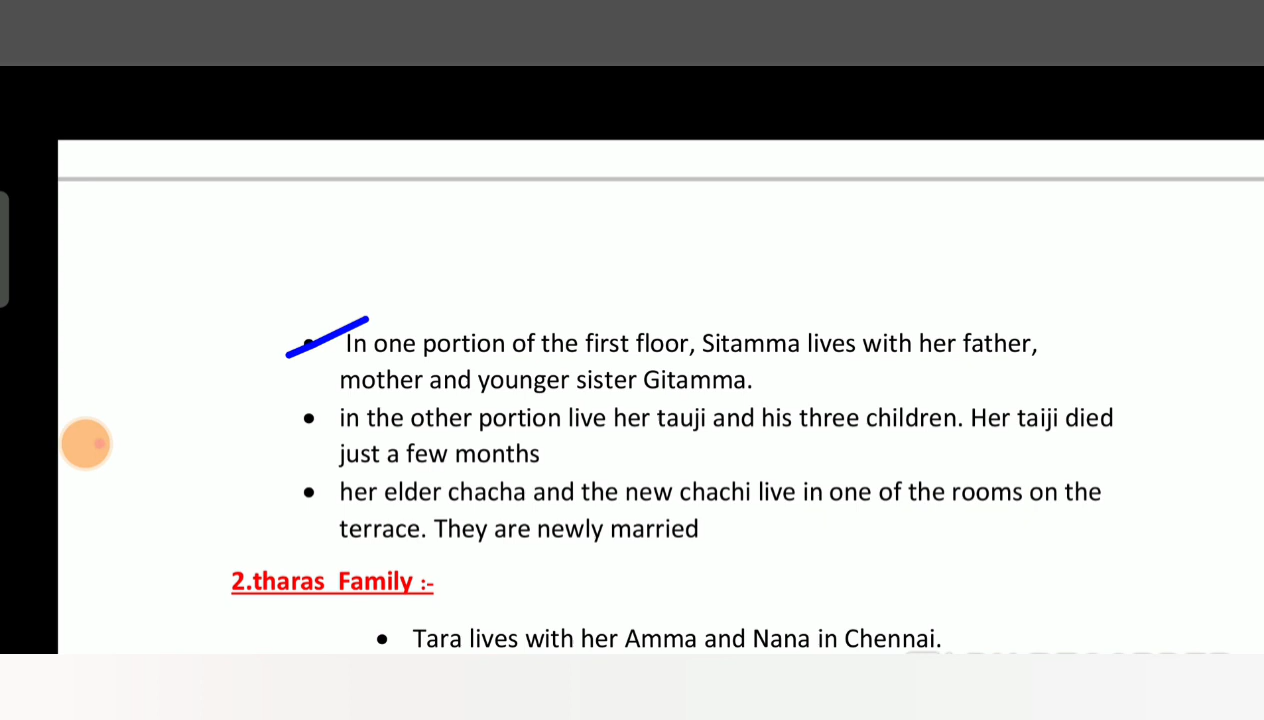 In one portion of the first floor, Sitamma lives with her father,
mother and younger sister Gitamma.
in the other portion live her tauji and his three children. Her taiji died
just a few months
her elder chacha and the new chachi live in one of the rooms on the
terrace. They are newly married
2.tharas Family :-
Tara lives with her Amma and Nana in Chennai.